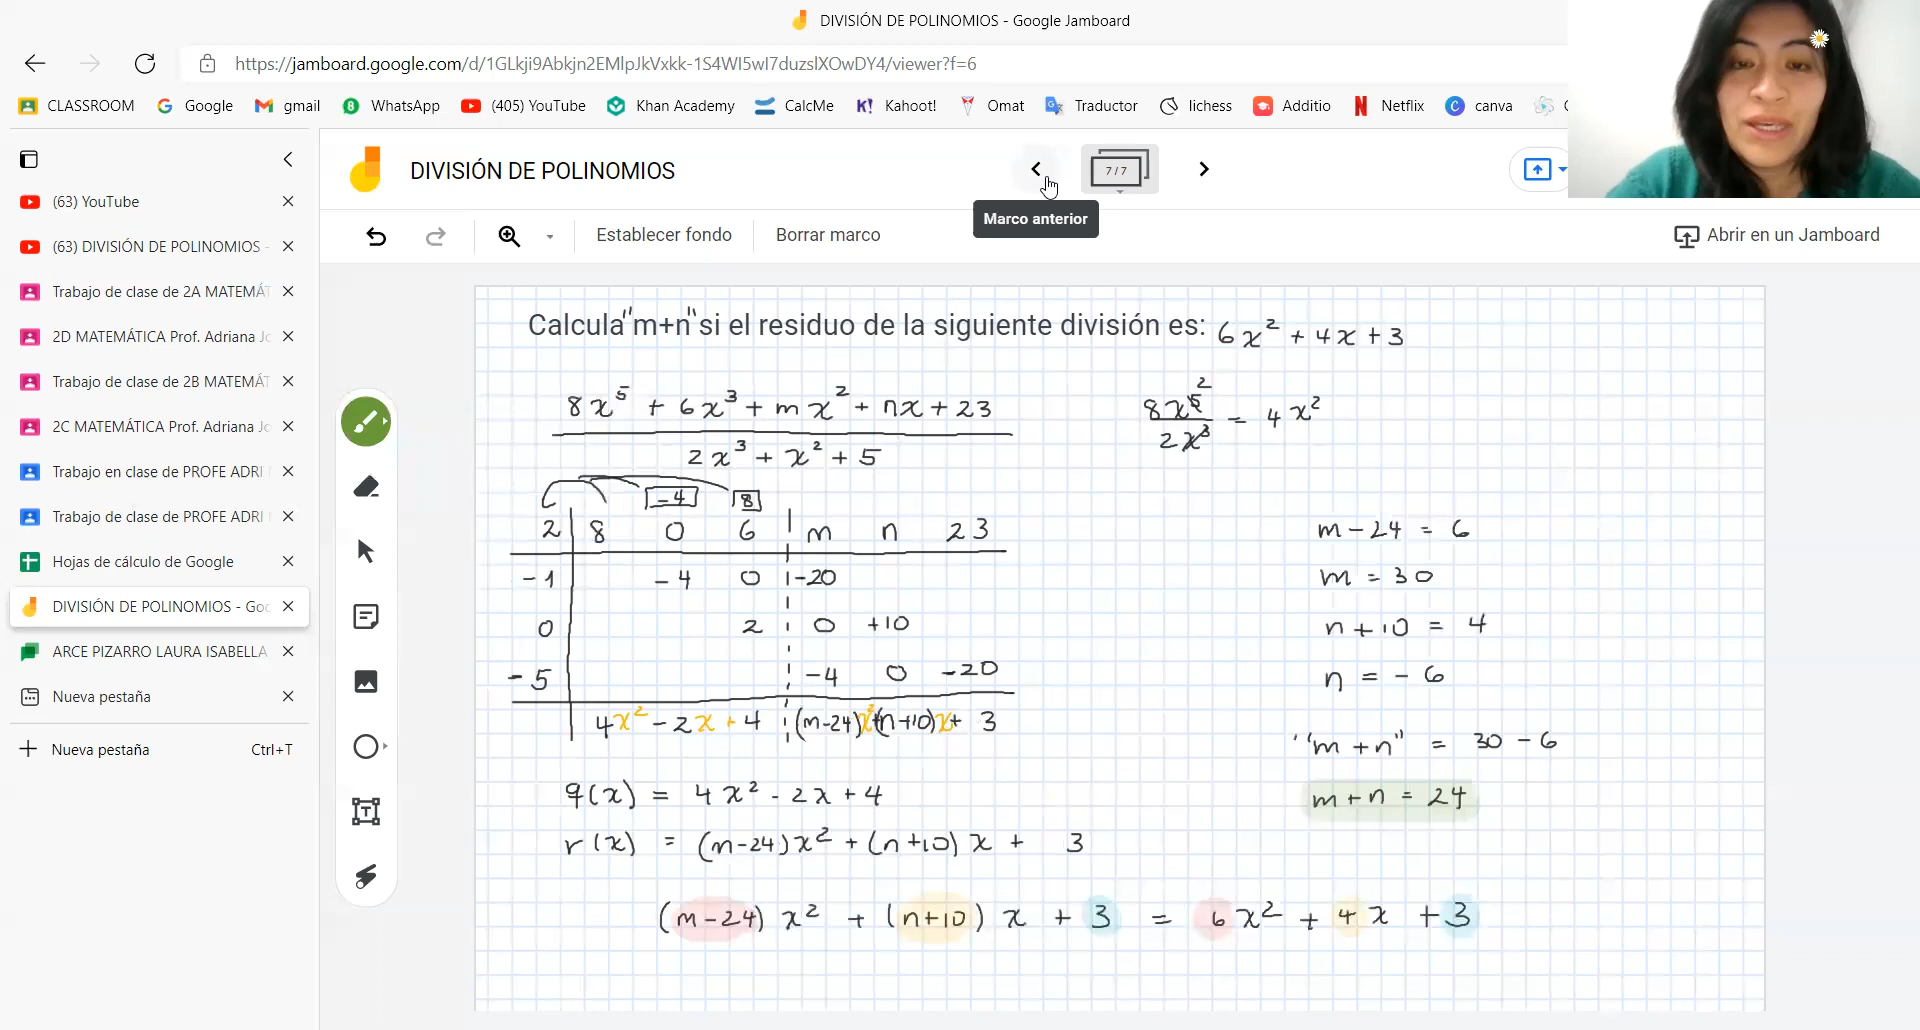 DIVISIÓN DE POLINOMIOS - Google Jamboard
https://jamboard.google.com/d/1GLkji9Abkjn2EMlpJkVxkk-1S4WI5wI7duzslXOwDY4/viewer?f=6
CLASSROOM Google gmail WhatsApp (405) YouTube Khan Academy CalcMe Kahoot! Omat Traductor lichess Additio Netflix canva
(63) YouTube
(63) DIVISIÓN DE POLINOMIOS -
Trabajo de clase de 2A MATEMÁT
2D MATEMÁTICA Prof. Adriana Jo
Trabajo de clase de 2B MATEMÁT
2C MATEMÁTICA Prof. Adriana Jo
Trabajo en clase de PROFE ADRI
Trabajo de clase de PROFE ADRI
Hojas de cálculo de Google
DIVISIÓN DE POLINOMIOS - Goo
ARCE PIZARRO LAURA ISABELLA
Nueva pestaña
Nueva pestaña Ctrl+T
DIVISIÓN DE POLINOMIOS
7/7
Marco anterior
Establecer fondo Borrar marco
Abrir en un Jamboard
Calcula "m+n" si el residuo de la siguiente división es: 6x² + 4x + 3
8x⁵ + 6x³ + mx² + nx + 23
2x³ + x² + 5
8x⁵ 2
2x³
= 4x²
-4 8
2 8 0 6 m n 23
-1 -4 0 -20
0 2 0 +10
-5 -4 0 -20
4x² - 2x + 4 (m-24)x² + (n+10)x + 3
q(x) = 4x² - 2x + 4
r(x) = (m-24)x² + (n+10)x + 3
(m-24) x² + (n+10) x + 3 = 6x² + 4x + 3
m - 24 = 6
m = 30
n + 10 = 4
n = - 6
"m + n" = 30 - 6
m + n = 24